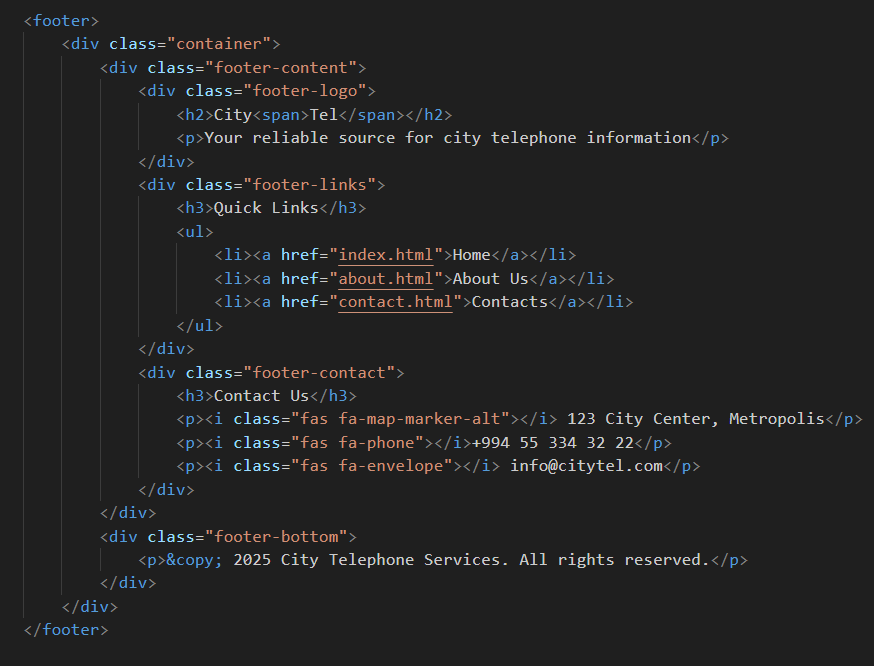 <footer>
    <div class="container">
        <div class="footer-content">
            <div class="footer-logo">
                <h2>City<span>Tel</span></h2>
                <p>Your reliable source for city telephone information</p>
            </div>
            <div class="footer-links">
                <h3>Quick Links</h3>
                <ul>
                    <li><a href="index.html">Home</a></li>
                    <li><a href="about.html">About Us</a></li>
                    <li><a href="contact.html">Contacts</a></li>
                </ul>
            </div>
            <div class="footer-contact">
                <h3>Contact Us</h3>
                <p><i class="fas fa-map-marker-alt"></i> 123 City Center, Metropolis</p>
                <p><i class="fas fa-phone"></i>+994 55 334 32 22</p>
                <p><i class="fas fa-envelope"></i> info@citytel.com</p>
            </div>
        </div>
        <div class="footer-bottom">
            <p>&copy; 2025 City Telephone Services. All rights reserved.</p>
        </div>
    </div>
</footer>